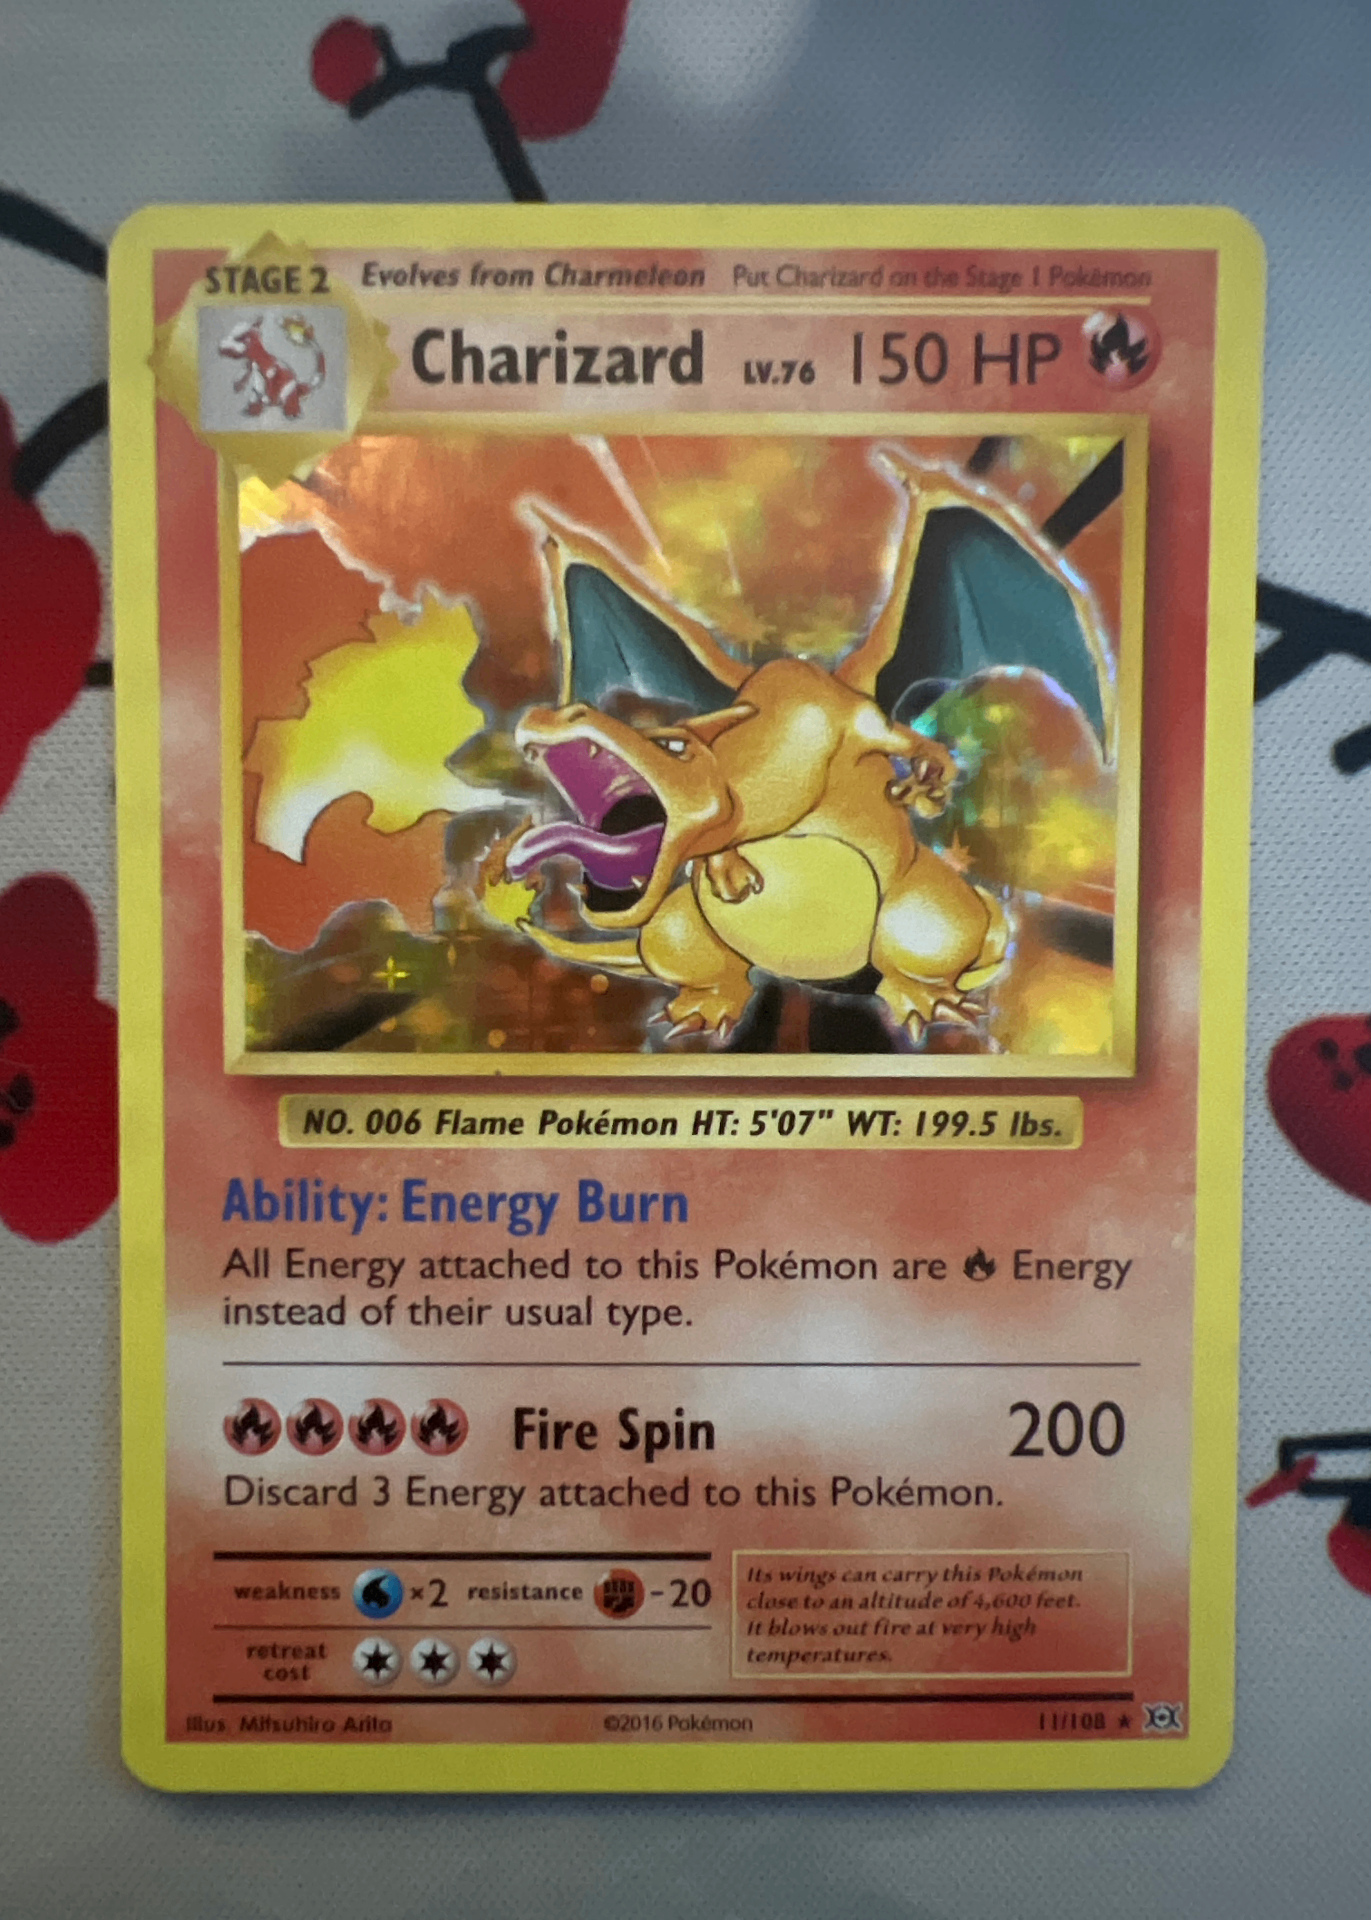 STAGE 2 Evolves from Charmeleon Put Charizard on the Stage 1 Pokémon
Charizard LV.76 150 HP
NO. 006 Flame Pokémon HT: 5'07" WT: 199.5 lbs.
Ability: Energy Burn
All Energy attached to this Pokémon are Energy
instead of their usual type.
Fire Spin 200
Discard 3 Energy attached to this Pokémon.
weakness ×2 resistance -20
retreat
cost
Its wings can carry this Pokémon
close to an altitude of 4,600 feet.
It blows out fire at very high
temperatures.
Illus. Mitsuhiro Arita ©2016 Pokémon 11/108 ★